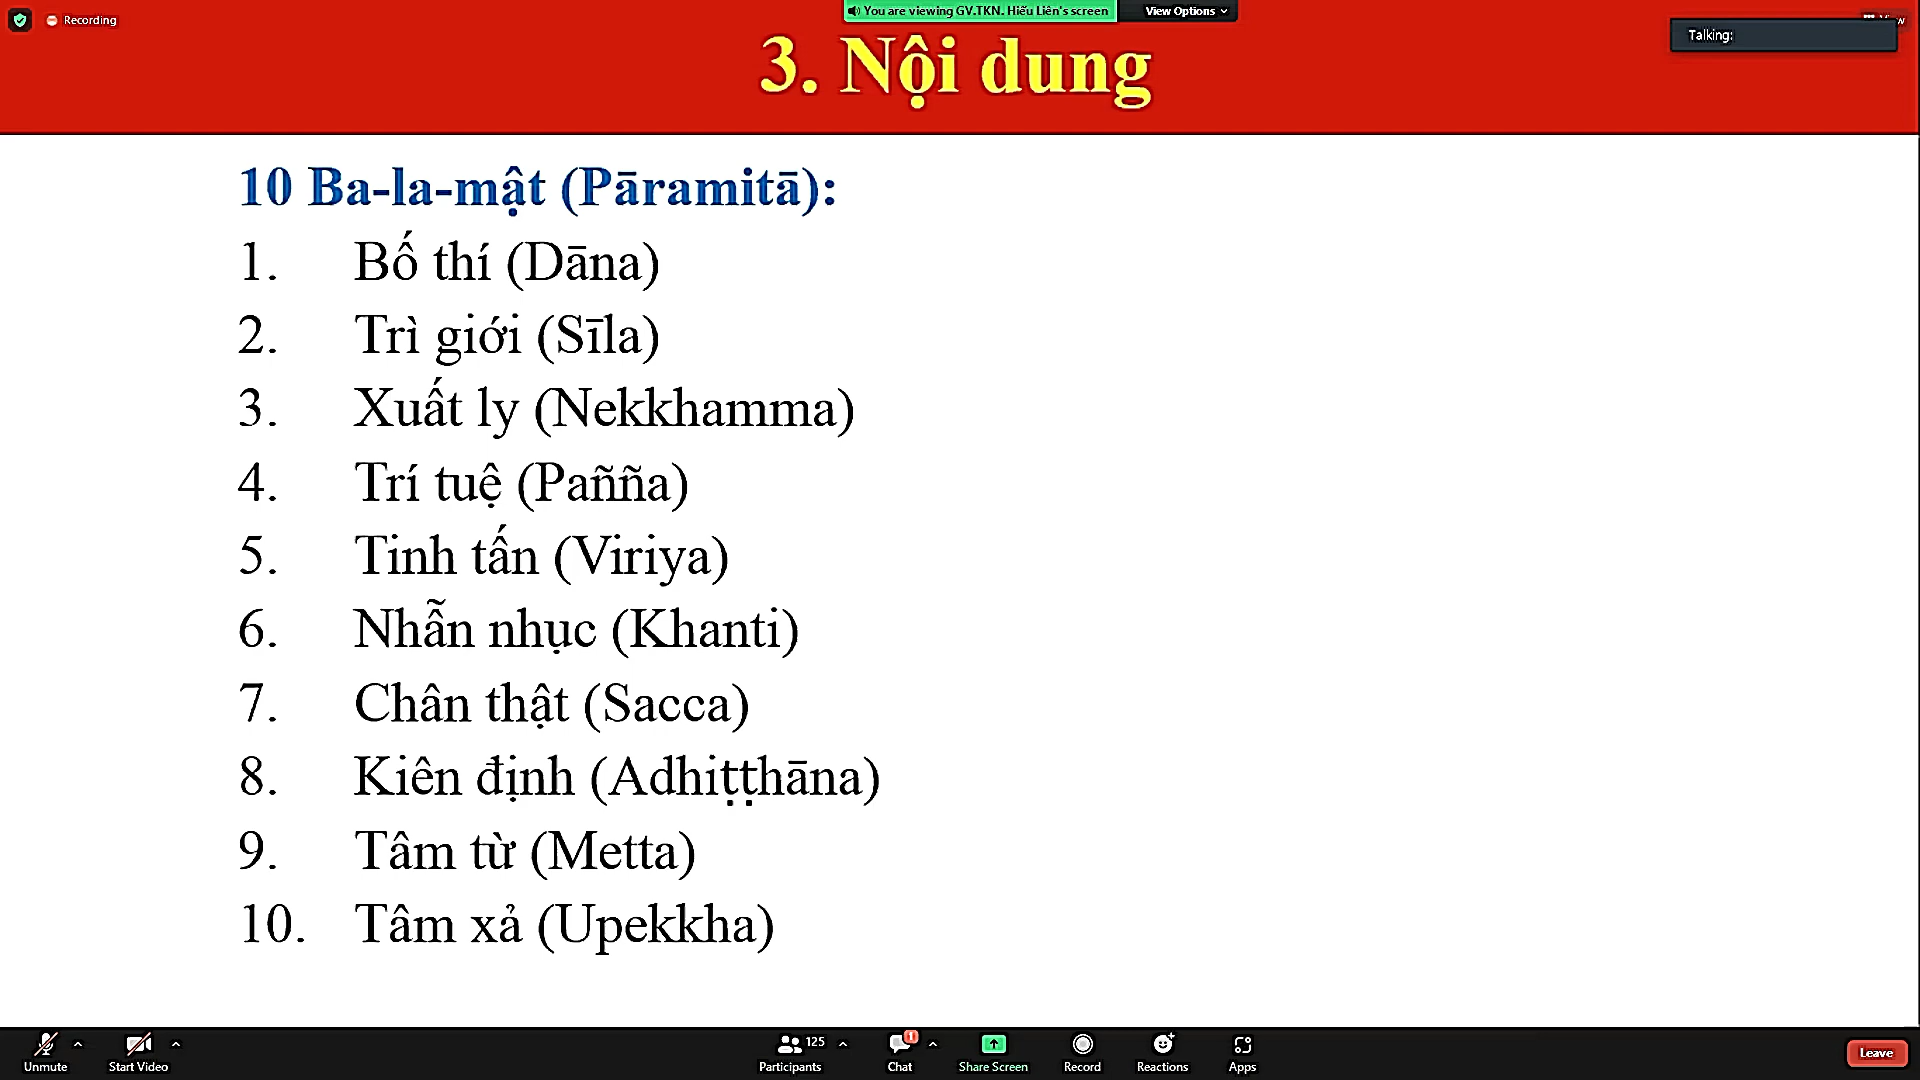 Recording
You are viewing GV.TKN. Hiếu Liên's screen
View Options
Talking:
3. Nội dung
10 Ba-la-mật (Pāramitā):
1. Bố thí (Dāna)
2. Trì giới (Sīla)
3. Xuất ly (Nekkhamma)
4. Trí tuệ (Pañña)
5. Tinh tấn (Viriya)
6. Nhẫn nhục (Khanti)
7. Chân thật (Sacca)
8. Kiên định (Adhiṭṭhāna)
9. Tâm từ (Metta)
10. Tâm xả (Upekkha)
Unmute
Start Video
Participants 125
Chat 1
Share Screen
Record
Reactions
Apps
Leave